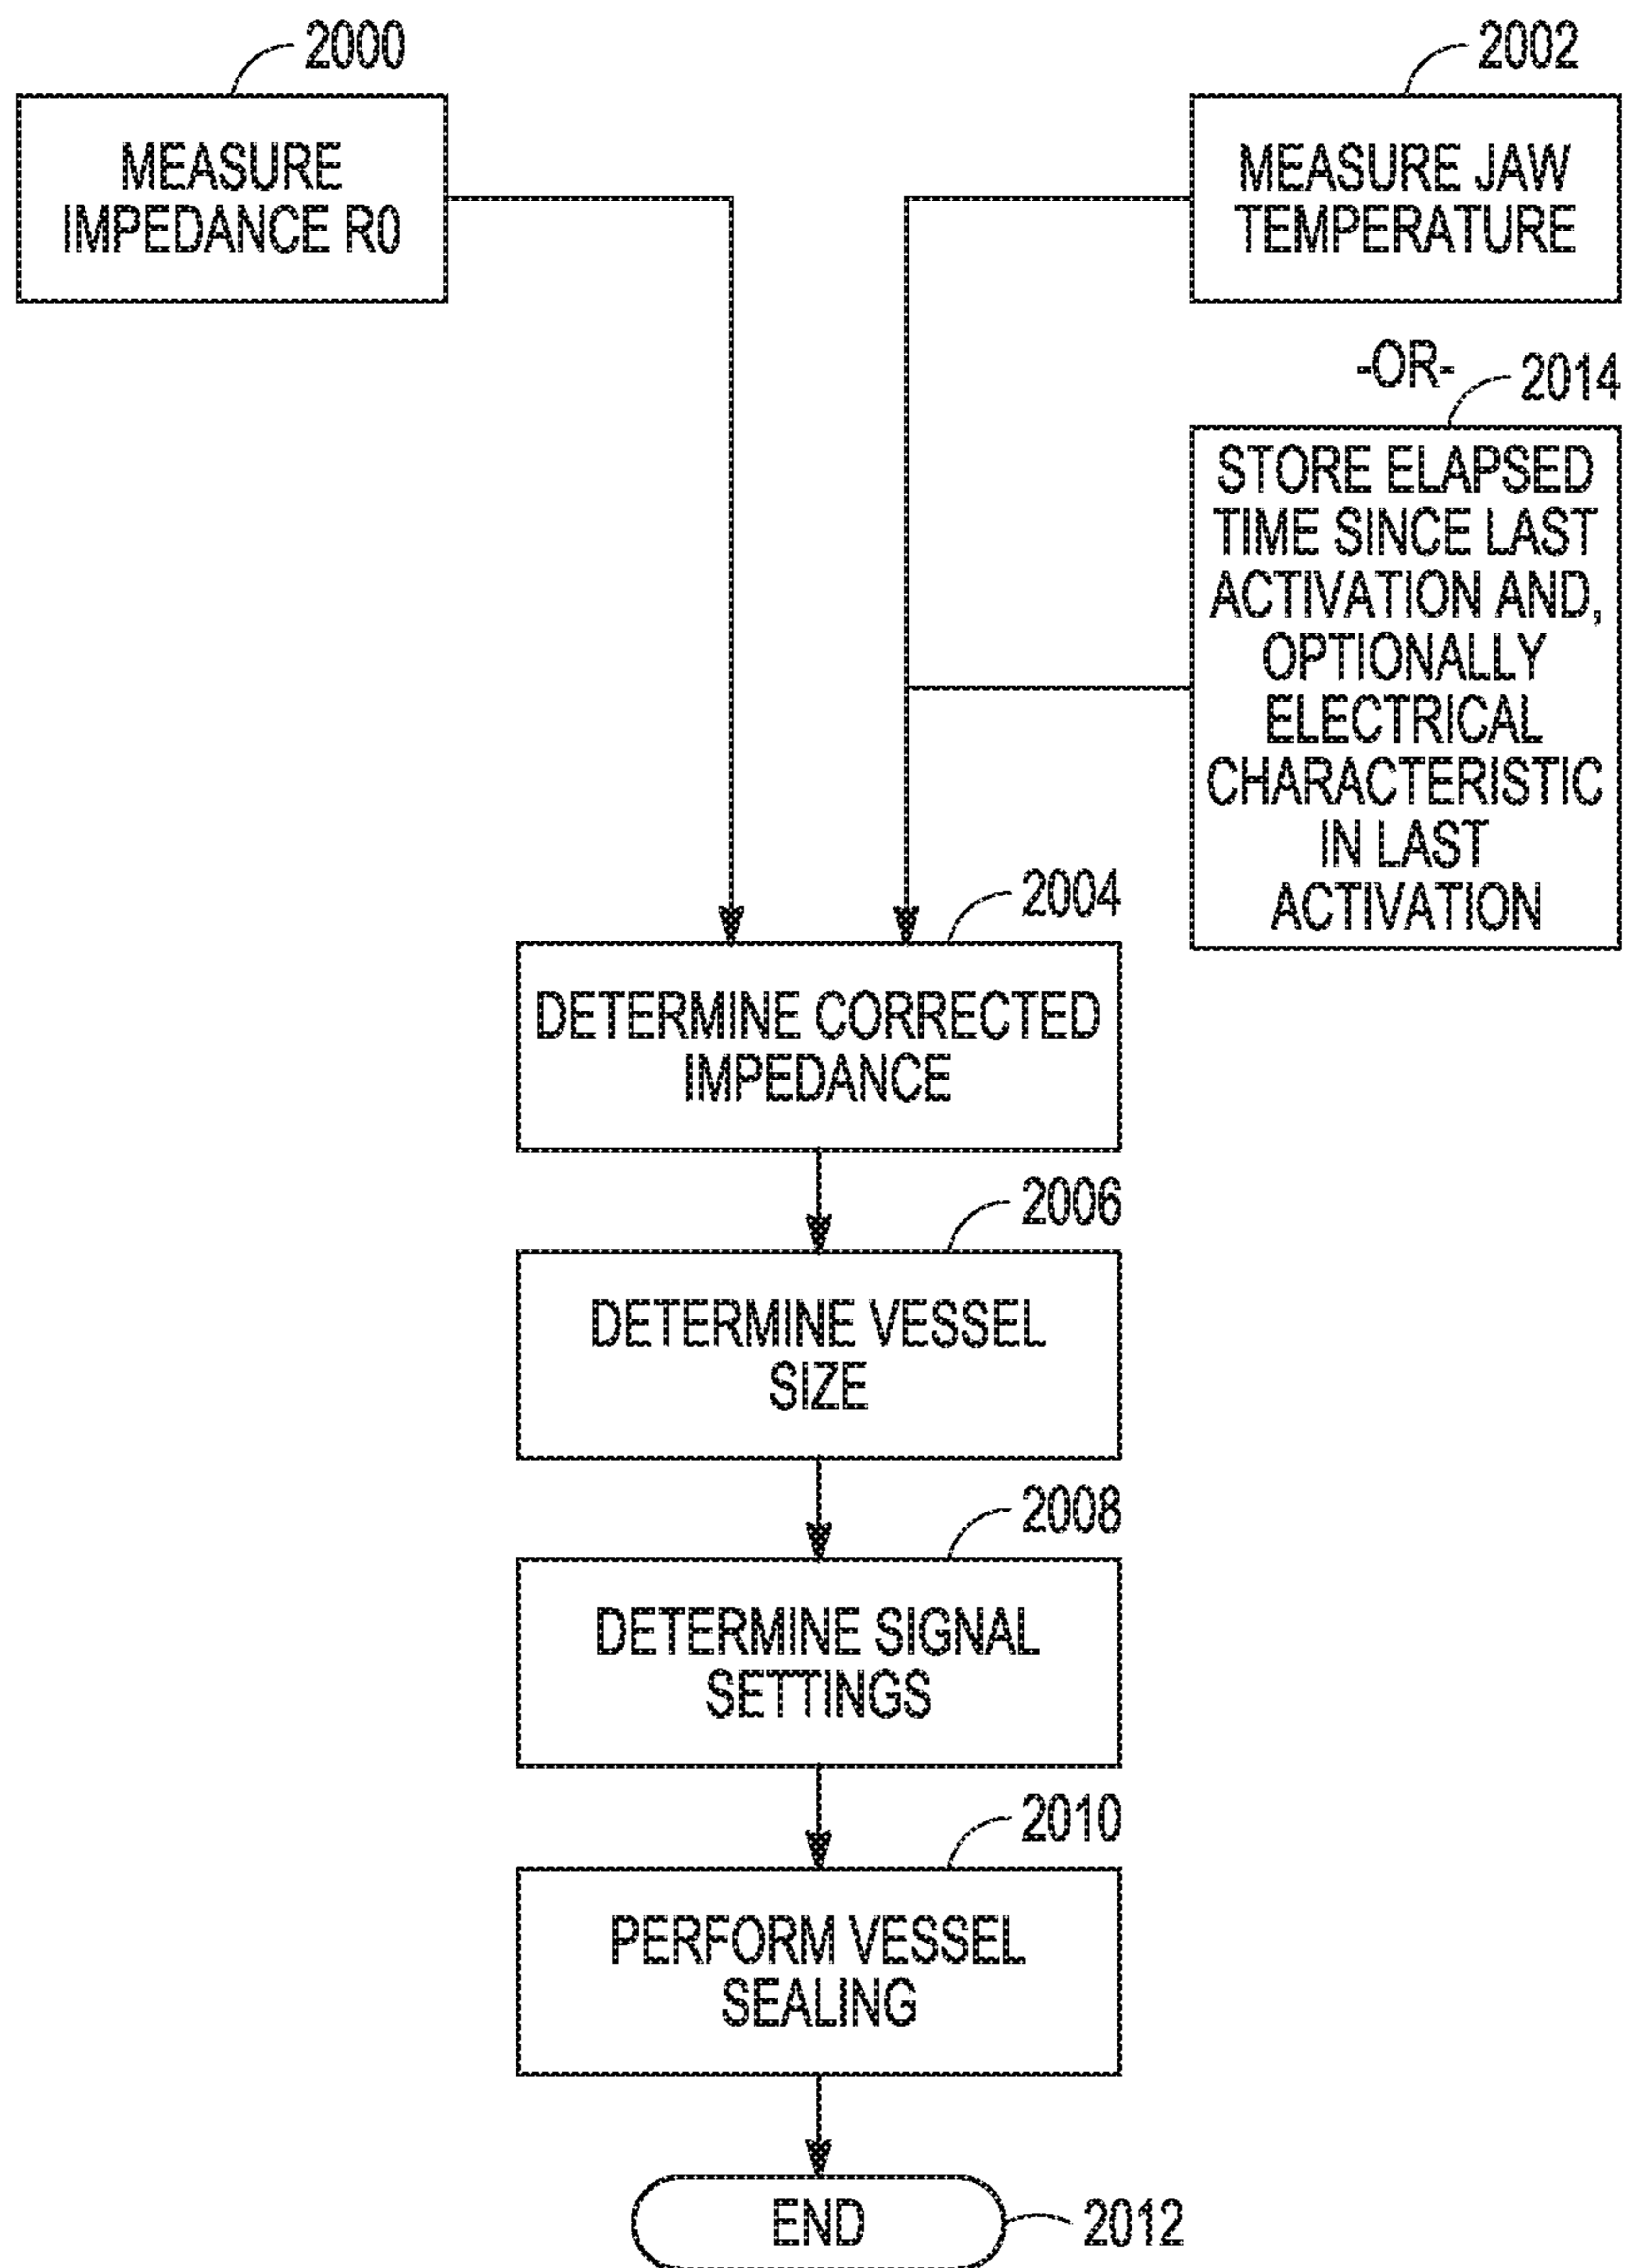 2000
MEASURE
IMPEDANCE R0
2002
MEASURE JAW
TEMPERATURE
-OR-
2014
STORE ELAPSED
TIME SINCE LAST
ACTIVATION AND,
OPTIONALLY
ELECTRICAL
CHARACTERISTIC
IN LAST
ACTIVATION
2004
DETERMINE CORRECTED
IMPEDANCE
2006
DETERMINE VESSEL
SIZE
2008
DETERMINE SIGNAL
SETTINGS
2010
PERFORM VESSEL
SEALING
END
2012